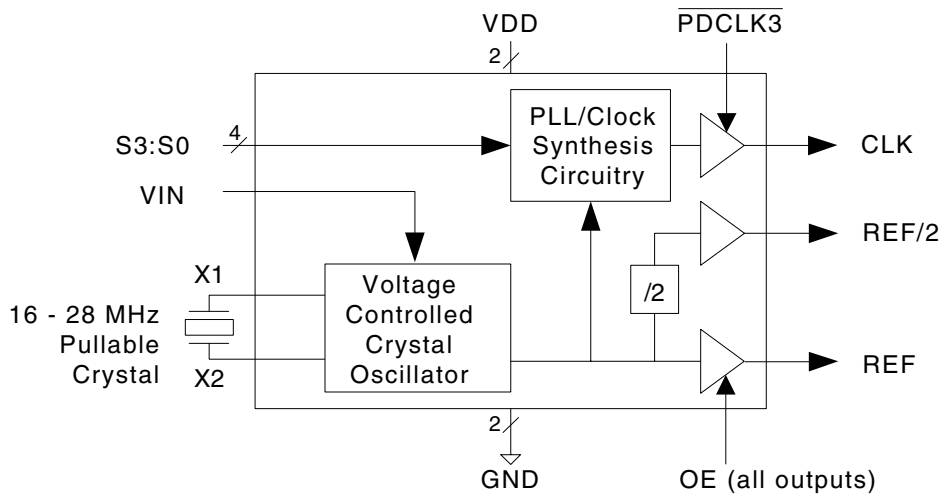 VDD
PDCLK3
2
PLL/Clock
Synthesis
Circuitry
S3:S0
4
CLK
VIN
REF/2
X1
Voltage
Controlled
Crystal
Oscillator
/2
16 - 28 MHz
Pullable
Crystal
X2
REF
2
GND
OE (all outputs)